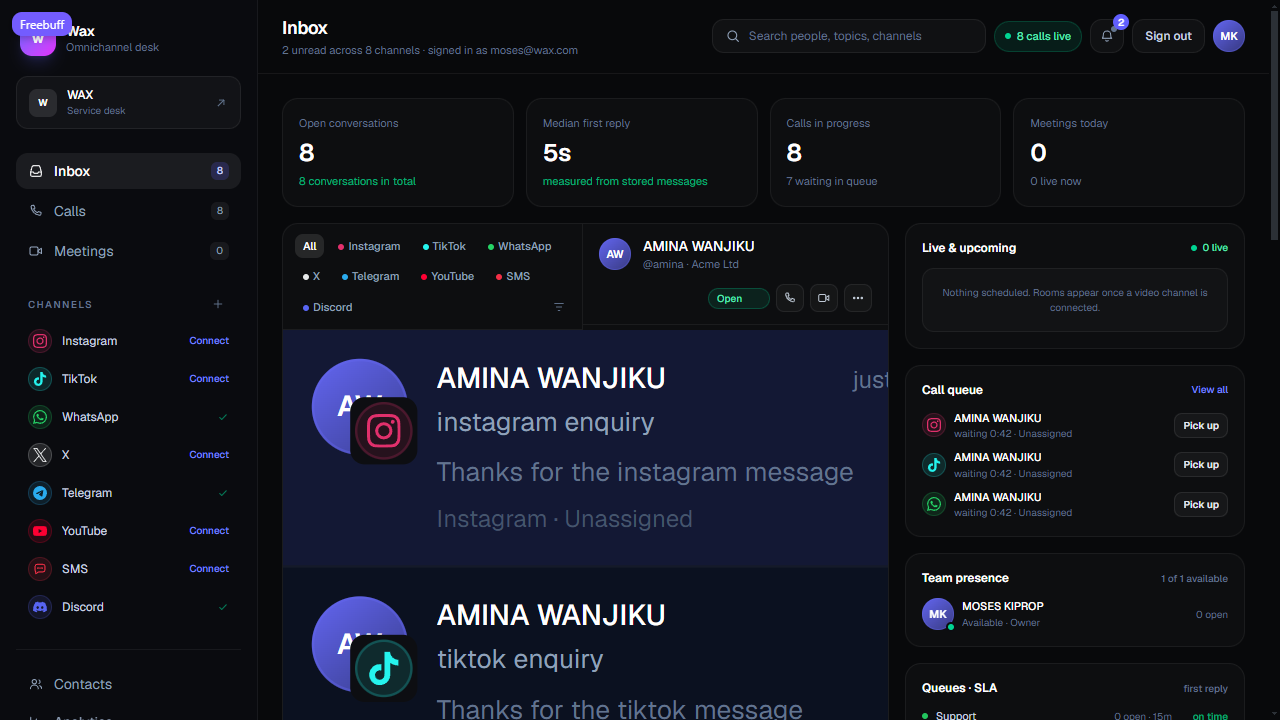 Freebuff
Wax
W
Omnichannel desk
W
WAX
Service desk
Inbox 8
Calls 8
Meetings 0
CHANNELS
Instagram Connect
TikTok Connect
WhatsApp
X Connect
Telegram
YouTube Connect
SMS Connect
Discord
Contacts
Analytics
Inbox
2 unread across 8 channels · signed in as moses@wax.com
Search people, topics, channels
8 calls live
2
Sign out
MK
Open conversations
8
8 conversations in total
Median first reply
5s
measured from stored messages
Calls in progress
8
7 waiting in queue
Meetings today
0
0 live now
All Instagram TikTok WhatsApp
X Telegram YouTube SMS
Discord
AW
AMINA WANJIKU
@amina · Acme Ltd
Open
AMINA WANJIKU just
instagram enquiry
Thanks for the instagram message
Instagram · Unassigned
AMINA WANJIKU
tiktok enquiry
Thanks for the tiktok message
Live & upcoming 0 live
Nothing scheduled. Rooms appear once a video channel is
connected.
Call queue View all
AMINA WANJIKU
waiting 0:42 · Unassigned
Pick up
AMINA WANJIKU
waiting 0:42 · Unassigned
Pick up
AMINA WANJIKU
waiting 0:42 · Unassigned
Pick up
Team presence 1 of 1 available
MK
MOSES KIPROP
Available · Owner
0 open
Queues · SLA first reply
Support 0 open · 15m on time